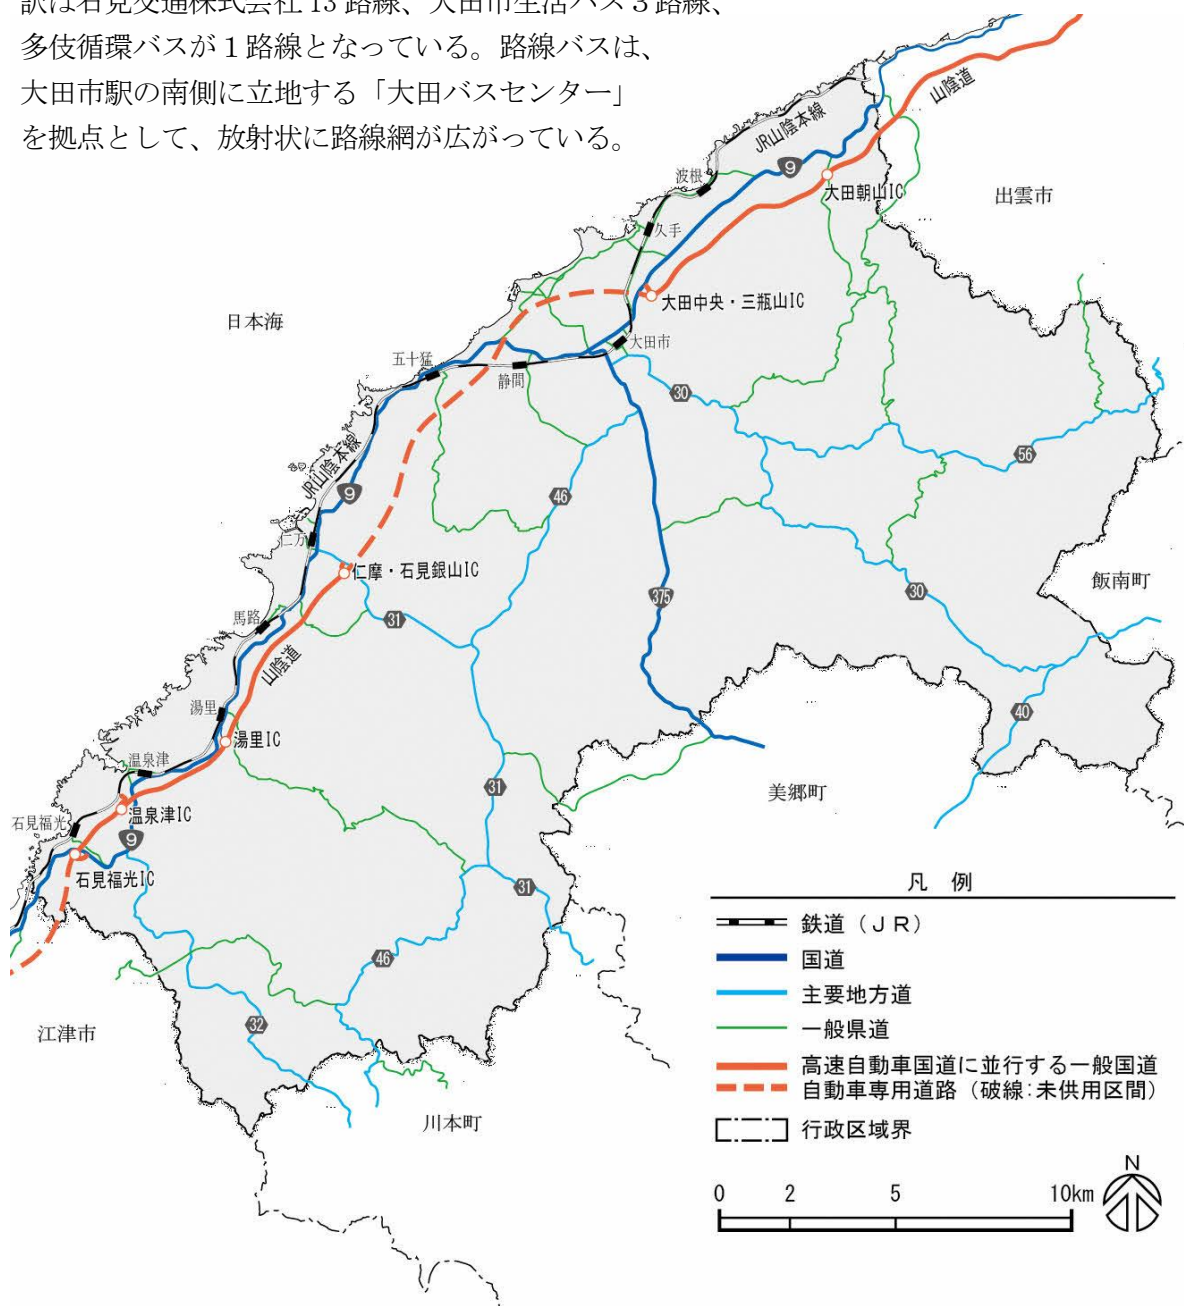 訳は石見交通株式会社 13 路線、大田市生活バス３路線、
多伎循環バスが１路線となっている。路線バスは、
大田市駅の南側に立地する「大田バスセンター」
を拠点として、放射状に路線網が広がっている。
山陰道
JR山陰本線
9
波根
大田朝山IC
出雲市
久手
大田中央・三瓶山IC
日本海
大田市
五十猛
静間
30
56
JR山陰本線
9
46
仁万
仁摩・石見銀山IC
飯南町
375
30
31
馬路
山陰道
湯里
40
湯里IC
温泉津
31
美郷町
温泉津IC
石見福光
9
石見福光IC
31
46
32
江津市
川本町
凡 例
鉄道（ＪＲ）
国道
主要地方道
一般県道
高速自動車国道に並行する一般国道
自動車専用道路（破線:未供用区間）
行政区域界
N
0 2 5 10km